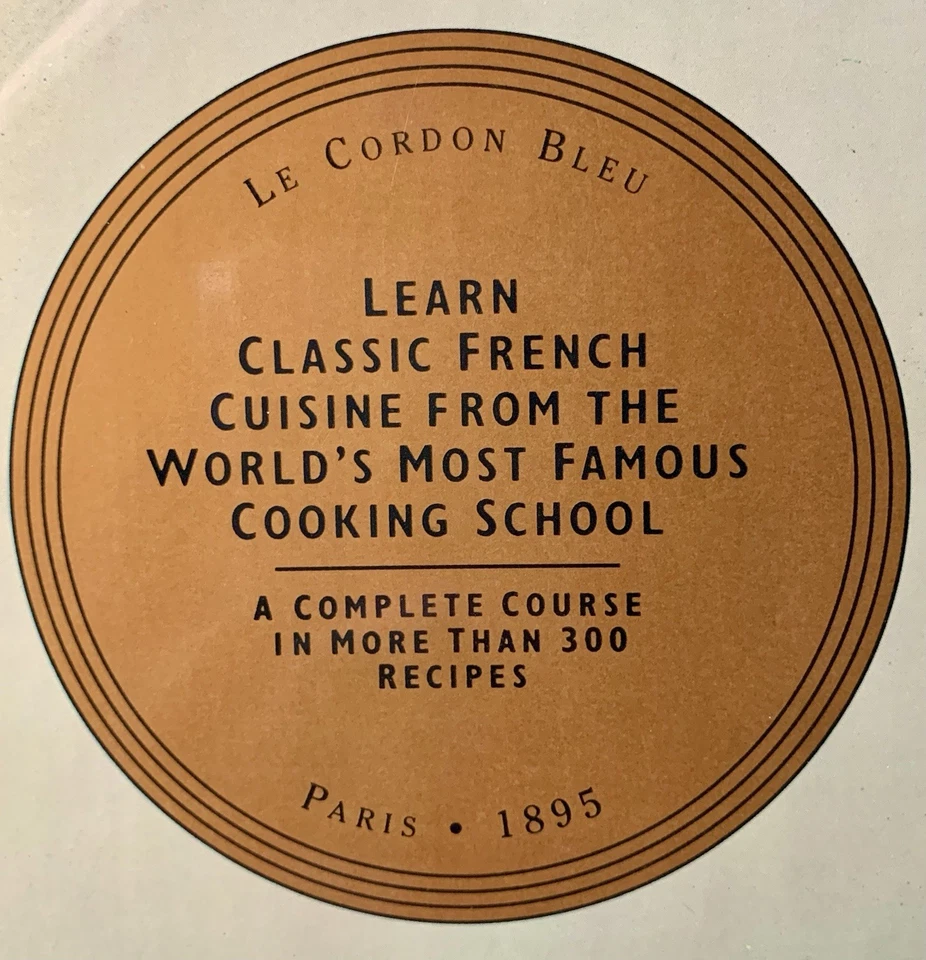 LE CORDON BLEU
LEARN
CLASSIC FRENCH
CUISINE FROM THE
WORLD'S MOST FAMOUS
COOKING SCHOOL
A COMPLETE COURSE
IN MORE THAN 300
RECIPES
PARIS • 1895